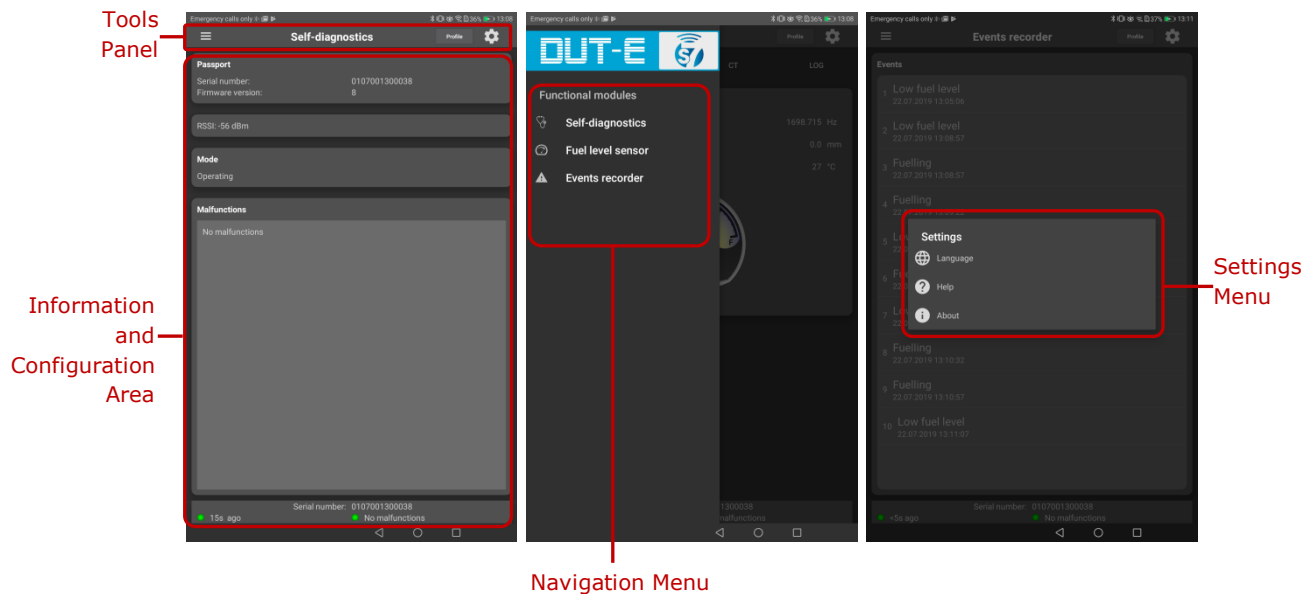 Tools
Panel
Information
and
Configuration
Area
Emergency calls only
36% 13:08
Self-diagnostics
Profile
Passport
Serial number: 0107001300038
Firmware version: 8
RSSI: -56 dBm
Mode
Operating
Malfunctions
No malfunctions
Serial number: 0107001300038
15s ago
No malfunctions
Emergency calls only
36% 13:08
DUT-E S7
Profile
CT LOG
Functional modules
Self-diagnostics
Fuel level sensor
Events recorder
1698.715 Hz
0.0 mm
27 °C
1300038
malfunctions
Navigation Menu
Emergency calls only
37% 13:11
Events recorder
Profile
Events
1 Low fuel level
22.07.2019 13:05:06
2 Low fuel level
22.07.2019 13:08:57
3 Fuelling
22.07.2019 13:08:57
4 Fuelling
5
6
7
Settings
Language
Help
About
8 Fuelling
22.07.2019 13:10:32
9 Fuelling
22.07.2019 13:10:57
10 Low fuel level
22.07.2019 13:11:07
Serial number: 0107001300038
<5s ago
No malfunctions
Settings
Menu